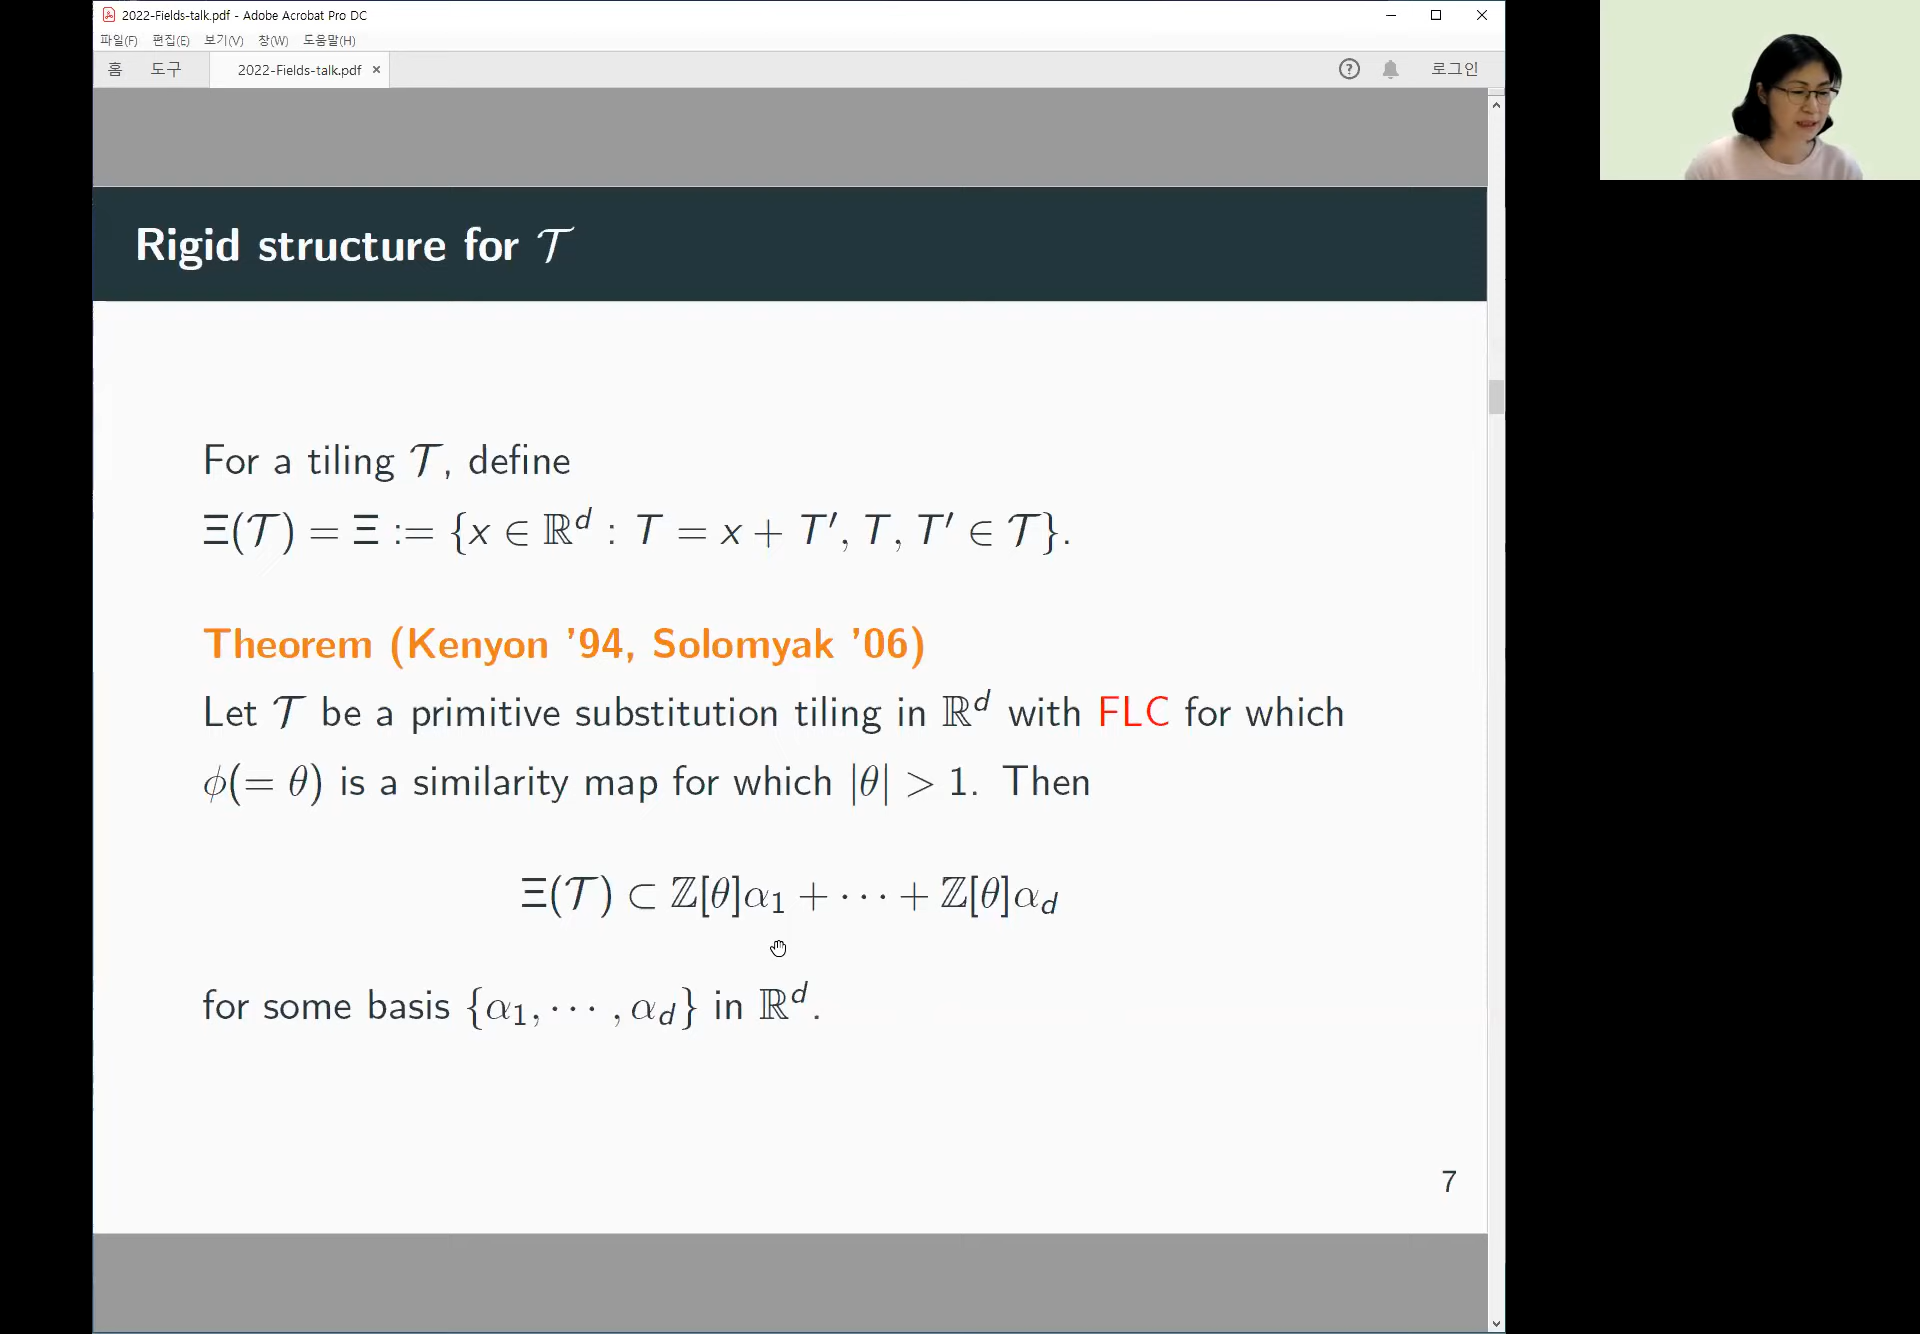 2022-Fields-talk.pdf - Adobe Acrobat Pro DC
파일(F) 편집(E) 보기(V) 창(W) 도움말(H)
홈 도구 2022-Fields-talk.pdf × ? 로그인
Rigid structure for 𝒯
For a tiling 𝒯, define
Ξ(𝒯) = Ξ := {x ∈ ℝ^d : T = x + T′, T, T′ ∈ 𝒯}.
Theorem (Kenyon ’94, Solomyak ’06)
Let 𝒯 be a primitive substitution tiling in ℝ^d with FLC for which
ϕ(= θ) is a similarity map for which |θ| > 1. Then
Ξ(𝒯) ⊂ ℤ[θ]α₁ + ⋯ + ℤ[θ]α_d
for some basis {α₁, ⋯ , α_d} in ℝ^d.
7